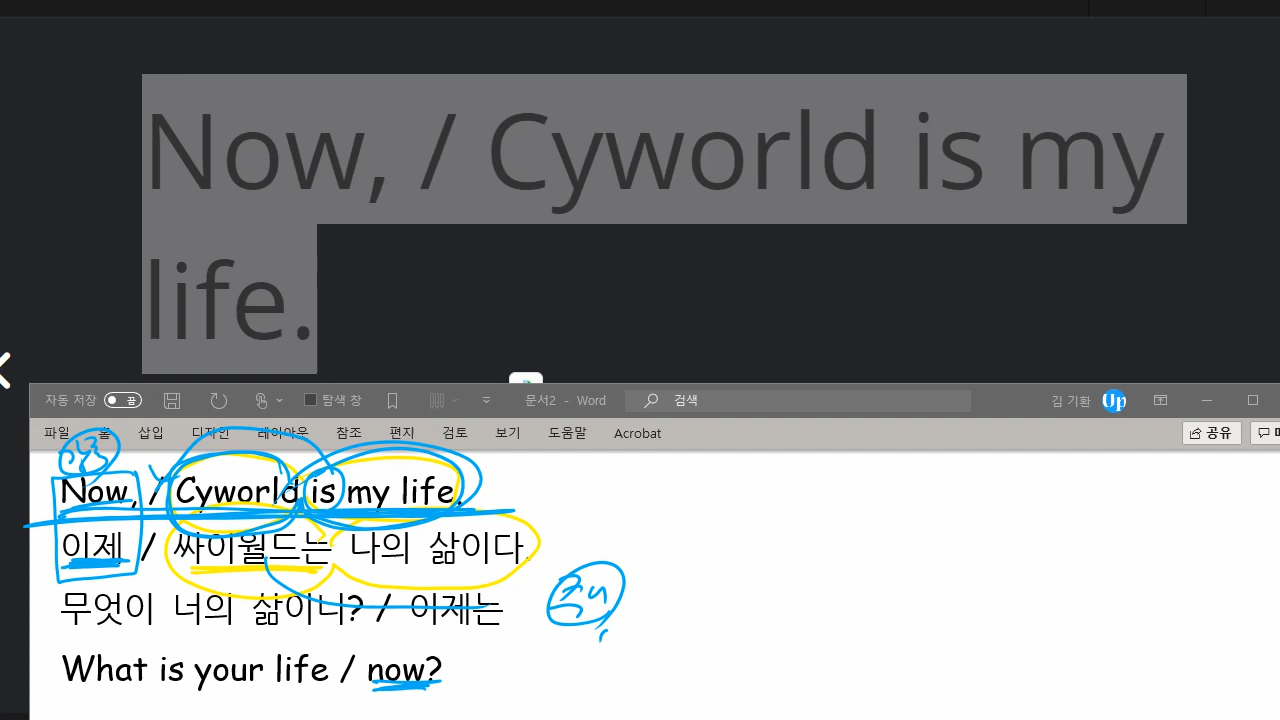 Now, / Cyworld is my
life.
자동 저장 끔 탐색 창 문서2 - Word 검색 김 기환 Up
파일 홈 삽입 디자인 레이아웃 참조 편지 검토 보기 도움말 Acrobat 공유
Now, / Cyworld is my life.
이제 / 싸이월드는 나의 삶이다.
무엇이 너의 삶이니? / 이제는
What is your life / now?